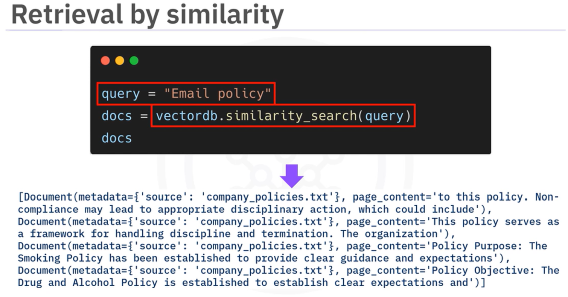 Retrieval by similarity
query = "Email policy"
docs = vectordb.similarity_search(query)
docs
[Document(metadata={'source': 'company_policies.txt'}, page_content='to this policy. Non-
compliance may lead to appropriate disciplinary action, which could include'),
Document(metadata={'source': 'company_policies.txt'}, page_content='This policy serves as
a framework for handling discipline and termination. The organization'),
Document(metadata={'source': 'company_policies.txt'}, page_content='Policy Purpose: The
Smoking Policy has been established to provide clear guidance and expectations'),
Document(metadata={'source': 'company_policies.txt'}, page_content='Policy Objective: The
Drug and Alcohol Policy is established to establish clear expectations and')]